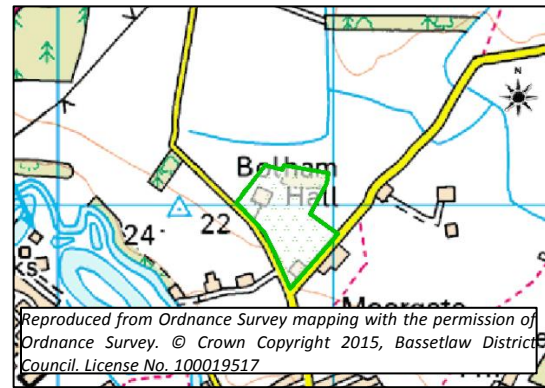 N
Bolham
Hall
22
24
ks
Moorgate
Reproduced from Ordnance Survey mapping with the permission of
Ordnance Survey. © Crown Copyright 2015, Bassetlaw District
Council. License No. 100019517